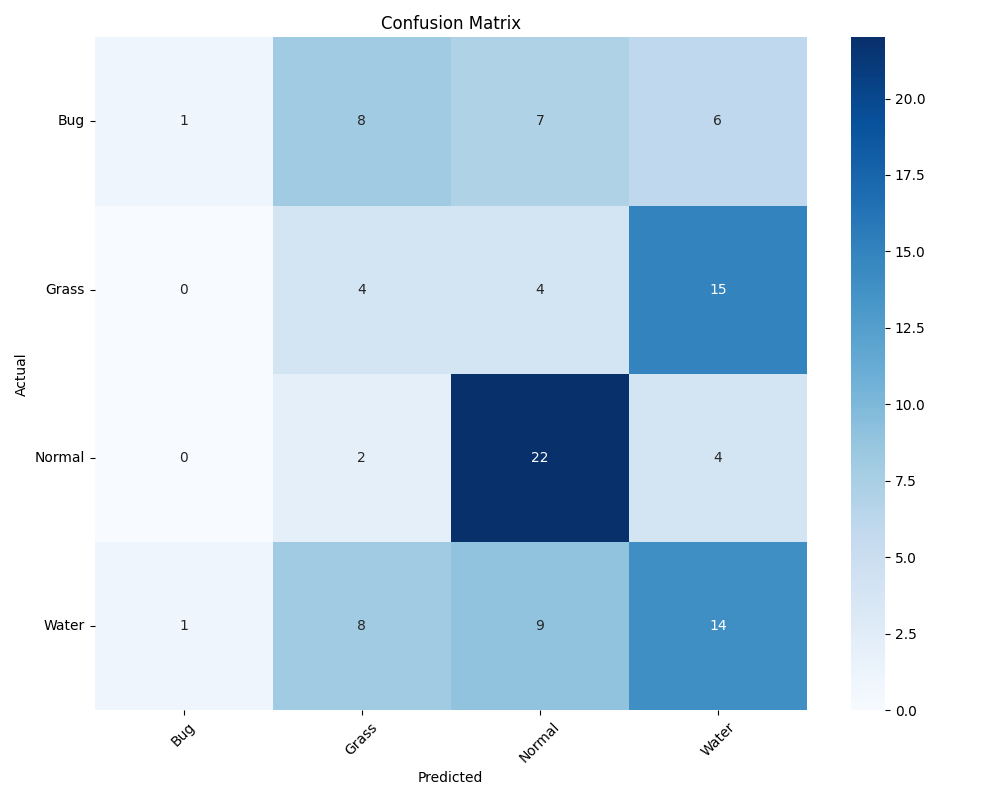 Confusion Matrix
Actual
Bug 1 8 7 6
Grass 0 4 4 15
Normal 0 2 22 4
Water 1 8 9 14
Bug Grass Normal Water
Predicted
20.0
17.5
15.0
12.5
10.0
7.5
5.0
2.5
0.0